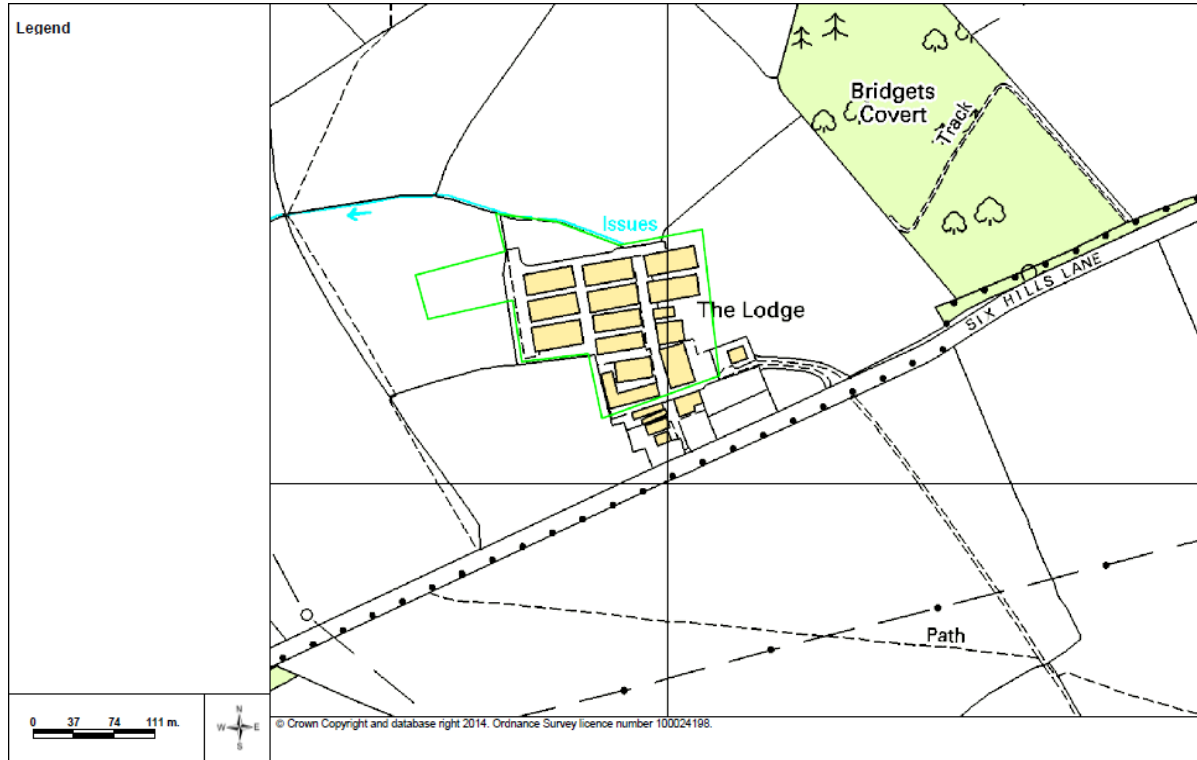 Legend
Bridgets
Covert
Track
Issues
The Lodge
SIX HILLS LANE
Path
0 37 74 111 m.
N
W E
S
© Crown Copyright and database right 2014. Ordnance Survey licence number 100024198.